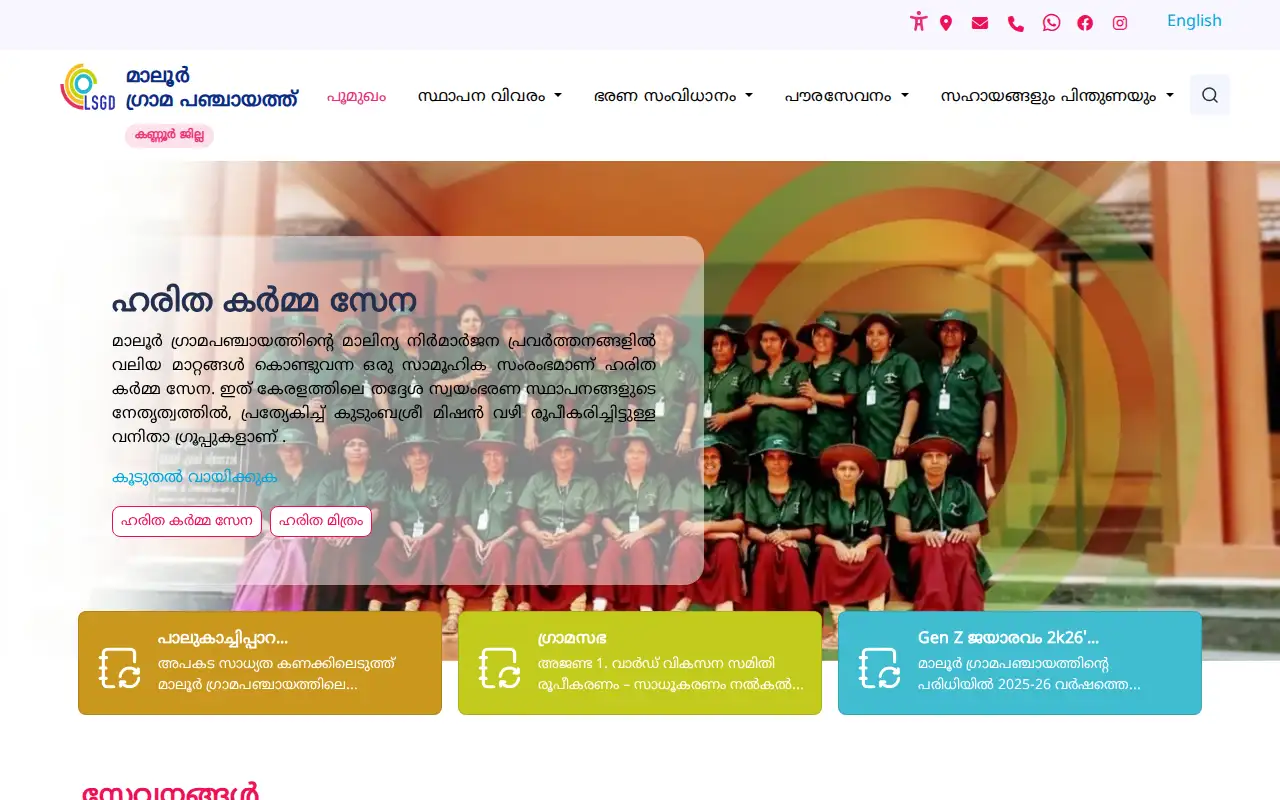 English
LSGD
മാലൂർ
ഗ്രാമ പഞ്ചായത്ത്
കണ്ണൂർ ജില്ല
പൂമുഖം
സ്ഥാപന വിവരം
ഭരണ സംവിധാനം
പൗരസേവനം
സഹായങ്ങളും പിന്തുണയും
ഹരിത കർമ്മ സേന
മാലൂർ ഗ്രാമപഞ്ചായത്തിന്റെ മാലിന്യ നിർമാർജന പ്രവർത്തനങ്ങളിൽ
വലിയ മാറ്റങ്ങൾ കൊണ്ടുവന്ന ഒരു സാമൂഹിക സംരംഭമാണ് ഹരിത
കർമ്മ സേന. ഇത് കേരളത്തിലെ തദ്ദേശ സ്വയംഭരണ സ്ഥാപനങ്ങളുടെ
നേതൃത്വത്തിൽ, പ്രത്യേകിച്ച് കുടുംബശ്രീ മിഷൻ വഴി രൂപീകരിച്ചിട്ടുള്ള
വനിതാ ഗ്രൂപ്പുകളാണ് .
കൂടുതൽ വായിക്കുക
ഹരിത കർമ്മ സേന
ഹരിത മിത്രം
പാലുകാച്ചിപ്പാറ...
അപകട സാധ്യത കണക്കിലെടുത്ത്
മാലൂർ ഗ്രാമപഞ്ചായത്തിലെ...
ഗ്രാമസഭ
അജണ്ട 1. വാർഡ് വികസന സമിതി
രൂപീകരണം – സാധൂകരണം നൽകൽ...
Gen Z ജയാരവം 2k26'...
മാലൂർ ഗ്രാമപഞ്ചായത്തിന്റെ
പരിധിയിൽ 2025-26 വർഷത്തെ...
സേവനങ്ങൾ